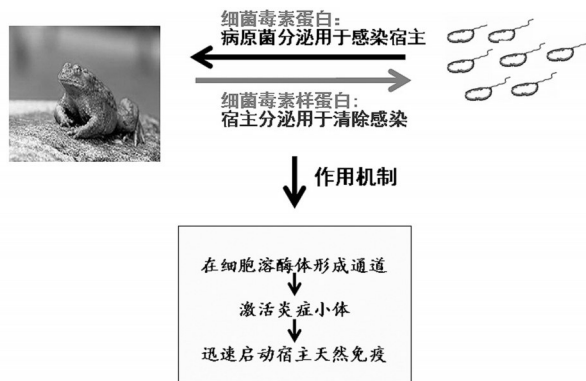 细菌毒素蛋白：
病原菌分泌用于感染宿主
细菌毒素样蛋白:
宿主分泌用于清除感染
作用机制
在细胞溶酶体形成通道
激活炎症小体
迅速启动宿主天然免疫